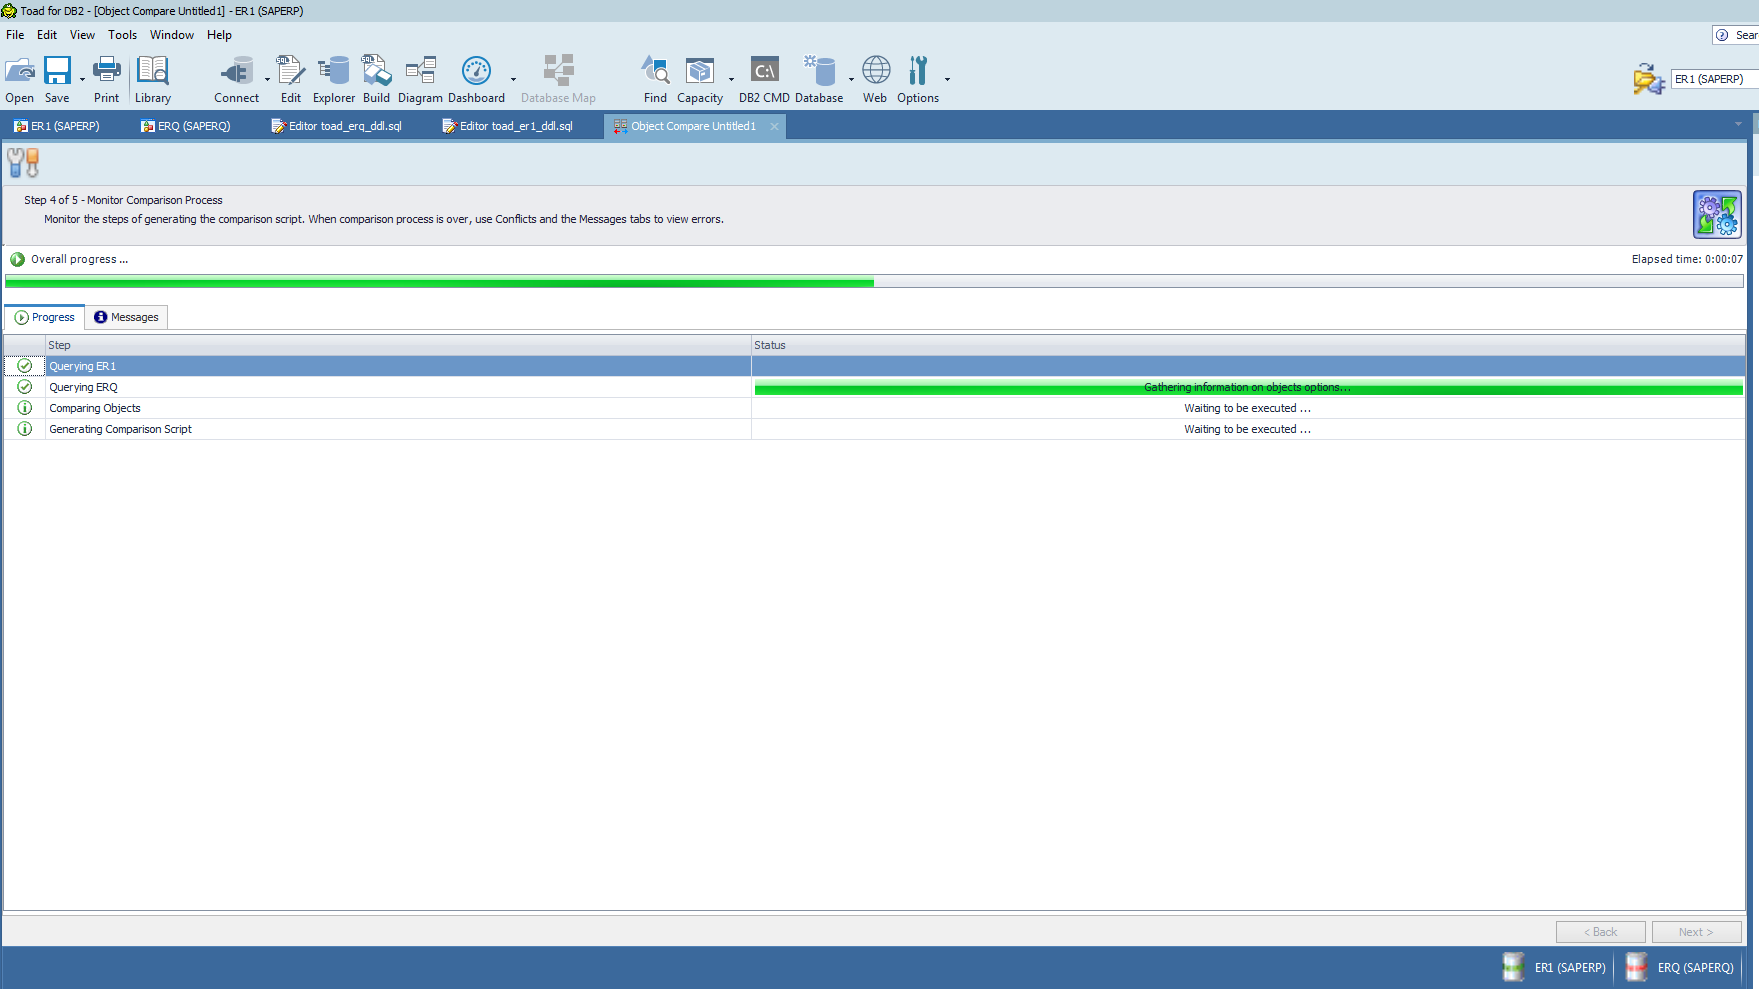 Toad for DB2 - [Object Compare Untitled1] - ER1 (SAPERP)
File Edit View Tools Window Help
Open Save Print Library Connect Edit Explorer Build Diagram Dashboard Database Map Find Capacity DB2 CMD Database Web Options
ER1 (SAPERP)
ER1 (SAPERP) ERQ (SAPERQ) Editor toad_erq_ddl.sql Editor toad_er1_ddl.sql Object Compare Untitled1
Step 4 of 5 - Monitor Comparison Process
Monitor the steps of generating the comparison script. When comparison process is over, use Conflicts and the Messages tabs to view errors.
Overall progress ... Elapsed time: 0:00:07
Progress Messages
Step Status
Querying ER1
Querying ERQ Gathering information on objects options...
Comparing Objects Waiting to be executed ...
Generating Comparison Script Waiting to be executed ...
< Back Next >
ER1 (SAPERP) ERQ (SAPERQ)